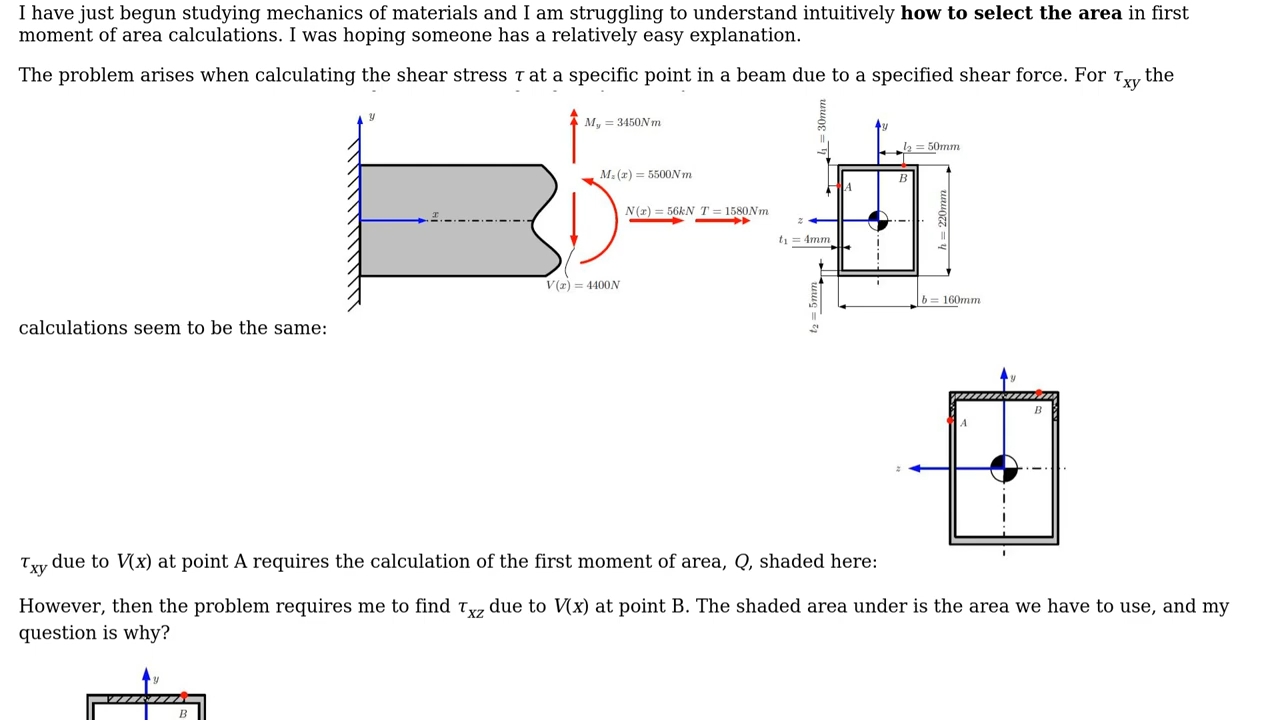 I have just begun studying mechanics of materials and I am struggling to understand intuitively how to select the area in first
moment of area calculations. I was hoping someone has a relatively easy explanation.
The problem arises when calculating the shear stress τ at a specific point in a beam due to a specified shear force. For τxy the
y
My = 3450Nm
Mz(x) = 5500Nm
N(x) = 56kN T = 1580Nm
x
V(x) = 4400N
l1 = 30mm
y
l2 = 50mm
A
B
z
t1 = 4mm
h = 220mm
t2 = 5mm
b = 160mm
calculations seem to be the same:
y
B
A
z
τxy due to V(x) at point A requires the calculation of the first moment of area, Q, shaded here:
However, then the problem requires me to find τxz due to V(x) at point B. The shaded area under is the area we have to use, and my
question is why?
y
B